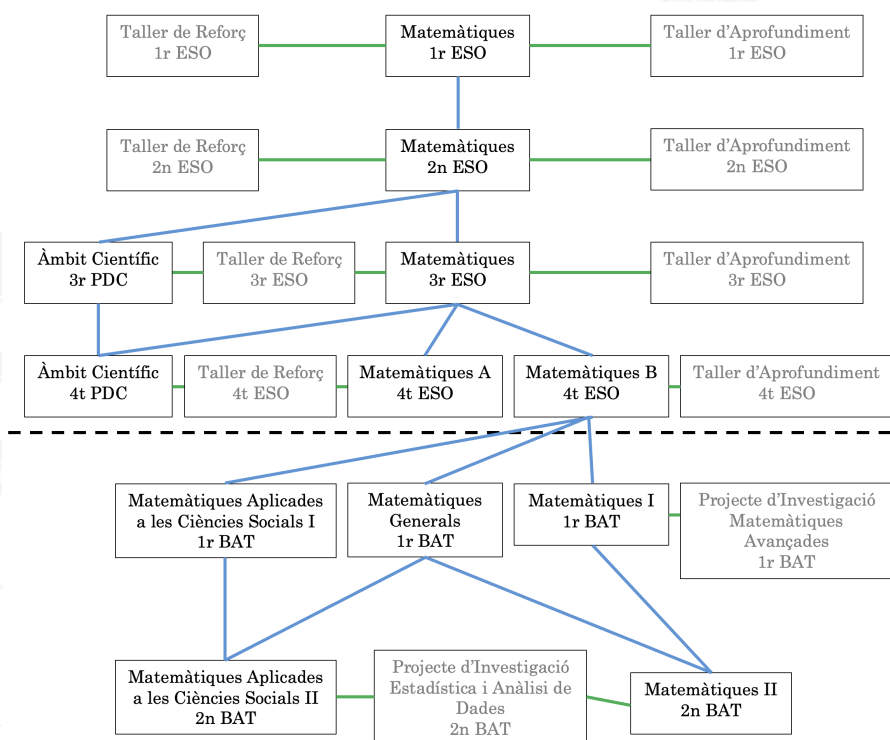 Taller de Reforç
1r ESO
Matemàtiques
1r ESO
Taller d'Aprofundiment
1r ESO
Taller de Reforç
2n ESO
Matemàtiques
2n ESO
Taller d'Aprofundiment
2n ESO
Àmbit Científic
3r PDC
Taller de Reforç
3r ESO
Matemàtiques
3r ESO
Taller d'Aprofundiment
3r ESO
Àmbit Científic
4t PDC
Taller de Reforç
4t ESO
Matemàtiques A
4t ESO
Matemàtiques B
4t ESO
Taller d'Aprofundiment
4t ESO
Matemàtiques Aplicades
a les Ciències Socials I
1r BAT
Matemàtiques
Generals
1r BAT
Matemàtiques I
1r BAT
Projecte d'Investigació
Matemàtiques
Avançades
1r BAT
Matemàtiques Aplicades
a les Ciències Socials II
2n BAT
Projecte d'Investigació
Estadística i Anàlisi de
Dades
2n BAT
Matemàtiques II
2n BAT